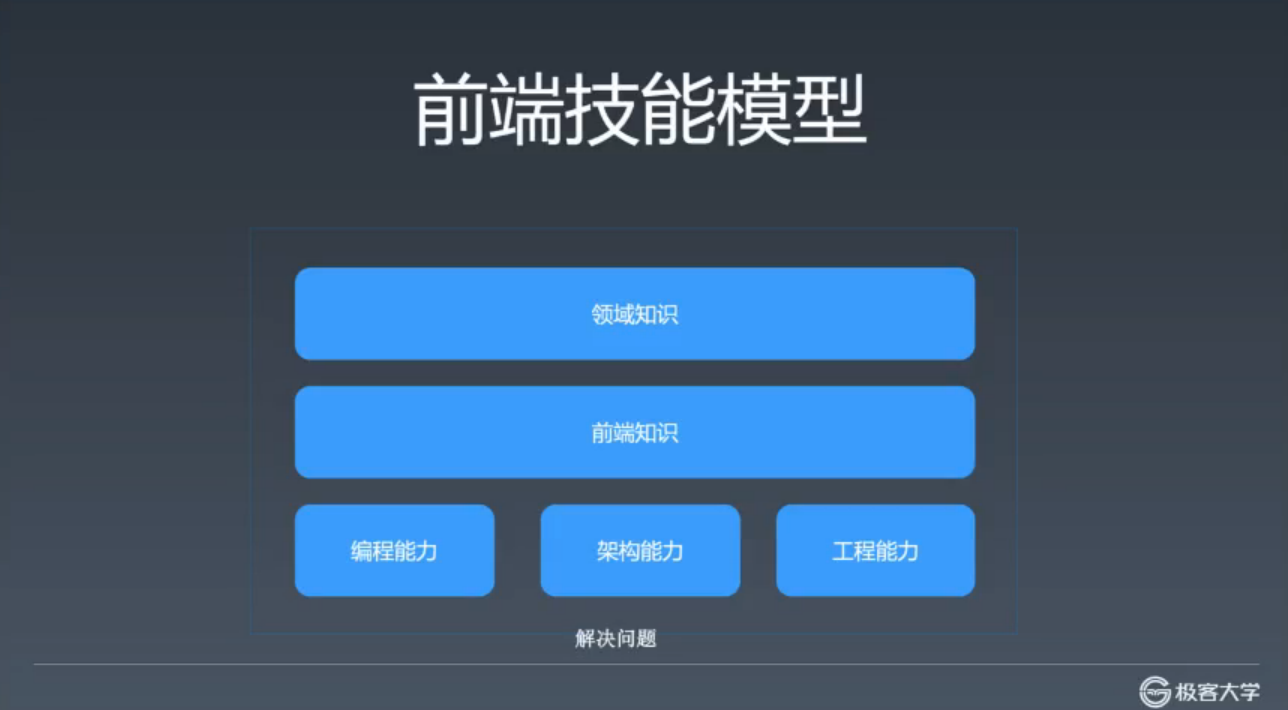 前端技能模型
领域知识
前端知识
编程能力 架构能力 工程能力
解决问题
极客大学